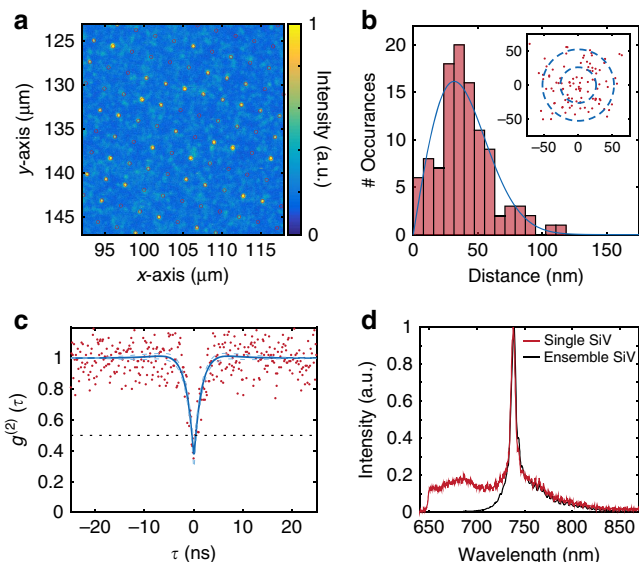 a
123
125
130
135
140
145
y-axis (μm)
95 100 105 110 115
x-axis (μm)
1
0
Intensity (a.u.)
b
20
15
10
5
0
# Occurances
0 50 100 150
Distance (nm)
50
0
−50
−50 0 50
c
1
0.8
0.6
0.4
0.2
0
g(2) (τ)
−20 −10 0 10 20
τ (ns)
d
1
0.8
0.6
0.4
0.2
0
Intensity (a.u.)
Single SiV
Ensemble SiV
640 700 750 800 850
Wavelength (nm)